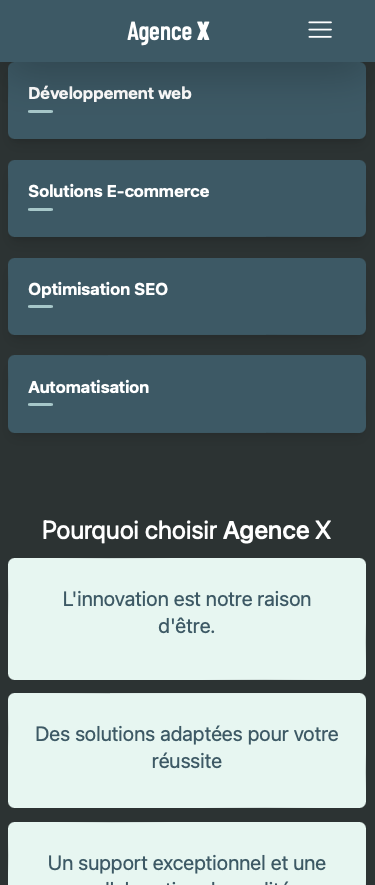 Agence X
Développement web
Solutions E-commerce
Optimisation SEO
Automatisation
Pourquoi choisir Agence X
L'innovation est notre raison
d'être.
Des solutions adaptées pour votre
réussite
Un support exceptionnel et une